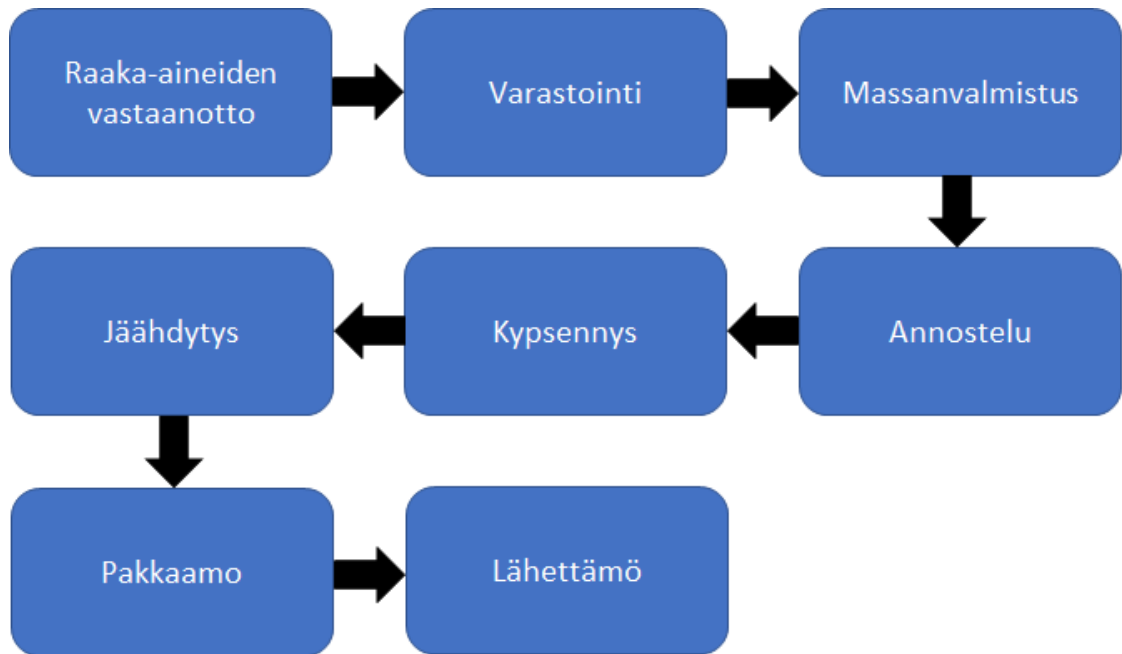 Raaka-aineiden
vastaanotto
Varastointi
Massanvalmistus
Annostelu
Kypsennys
Jäähdytys
Pakkaamo
Lähettämö